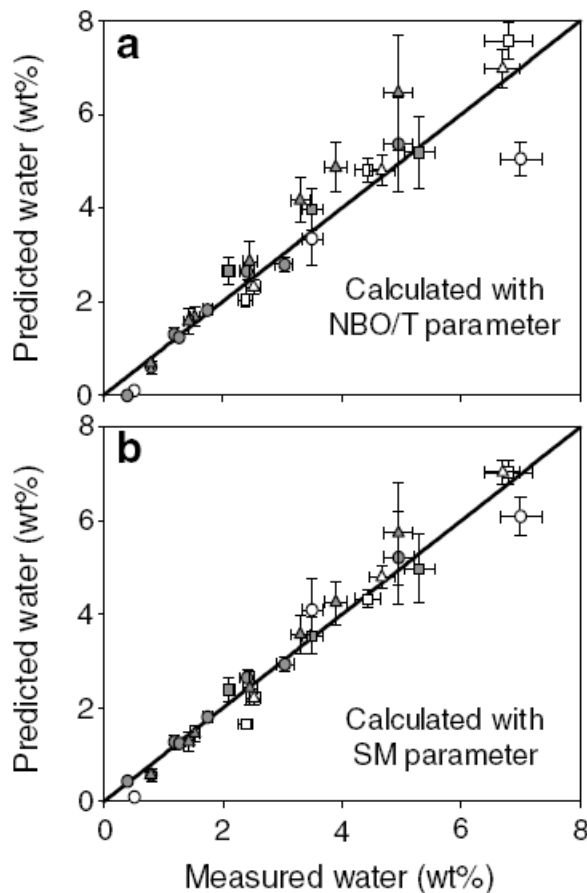 a
8
6
4
2
0
Predicted water (wt%)
Calculated with
NBO/T parameter
b
8
6
4
2
0
Predicted water (wt%)
Calculated with
SM parameter
0 2 4 6 8
Measured water (wt%)